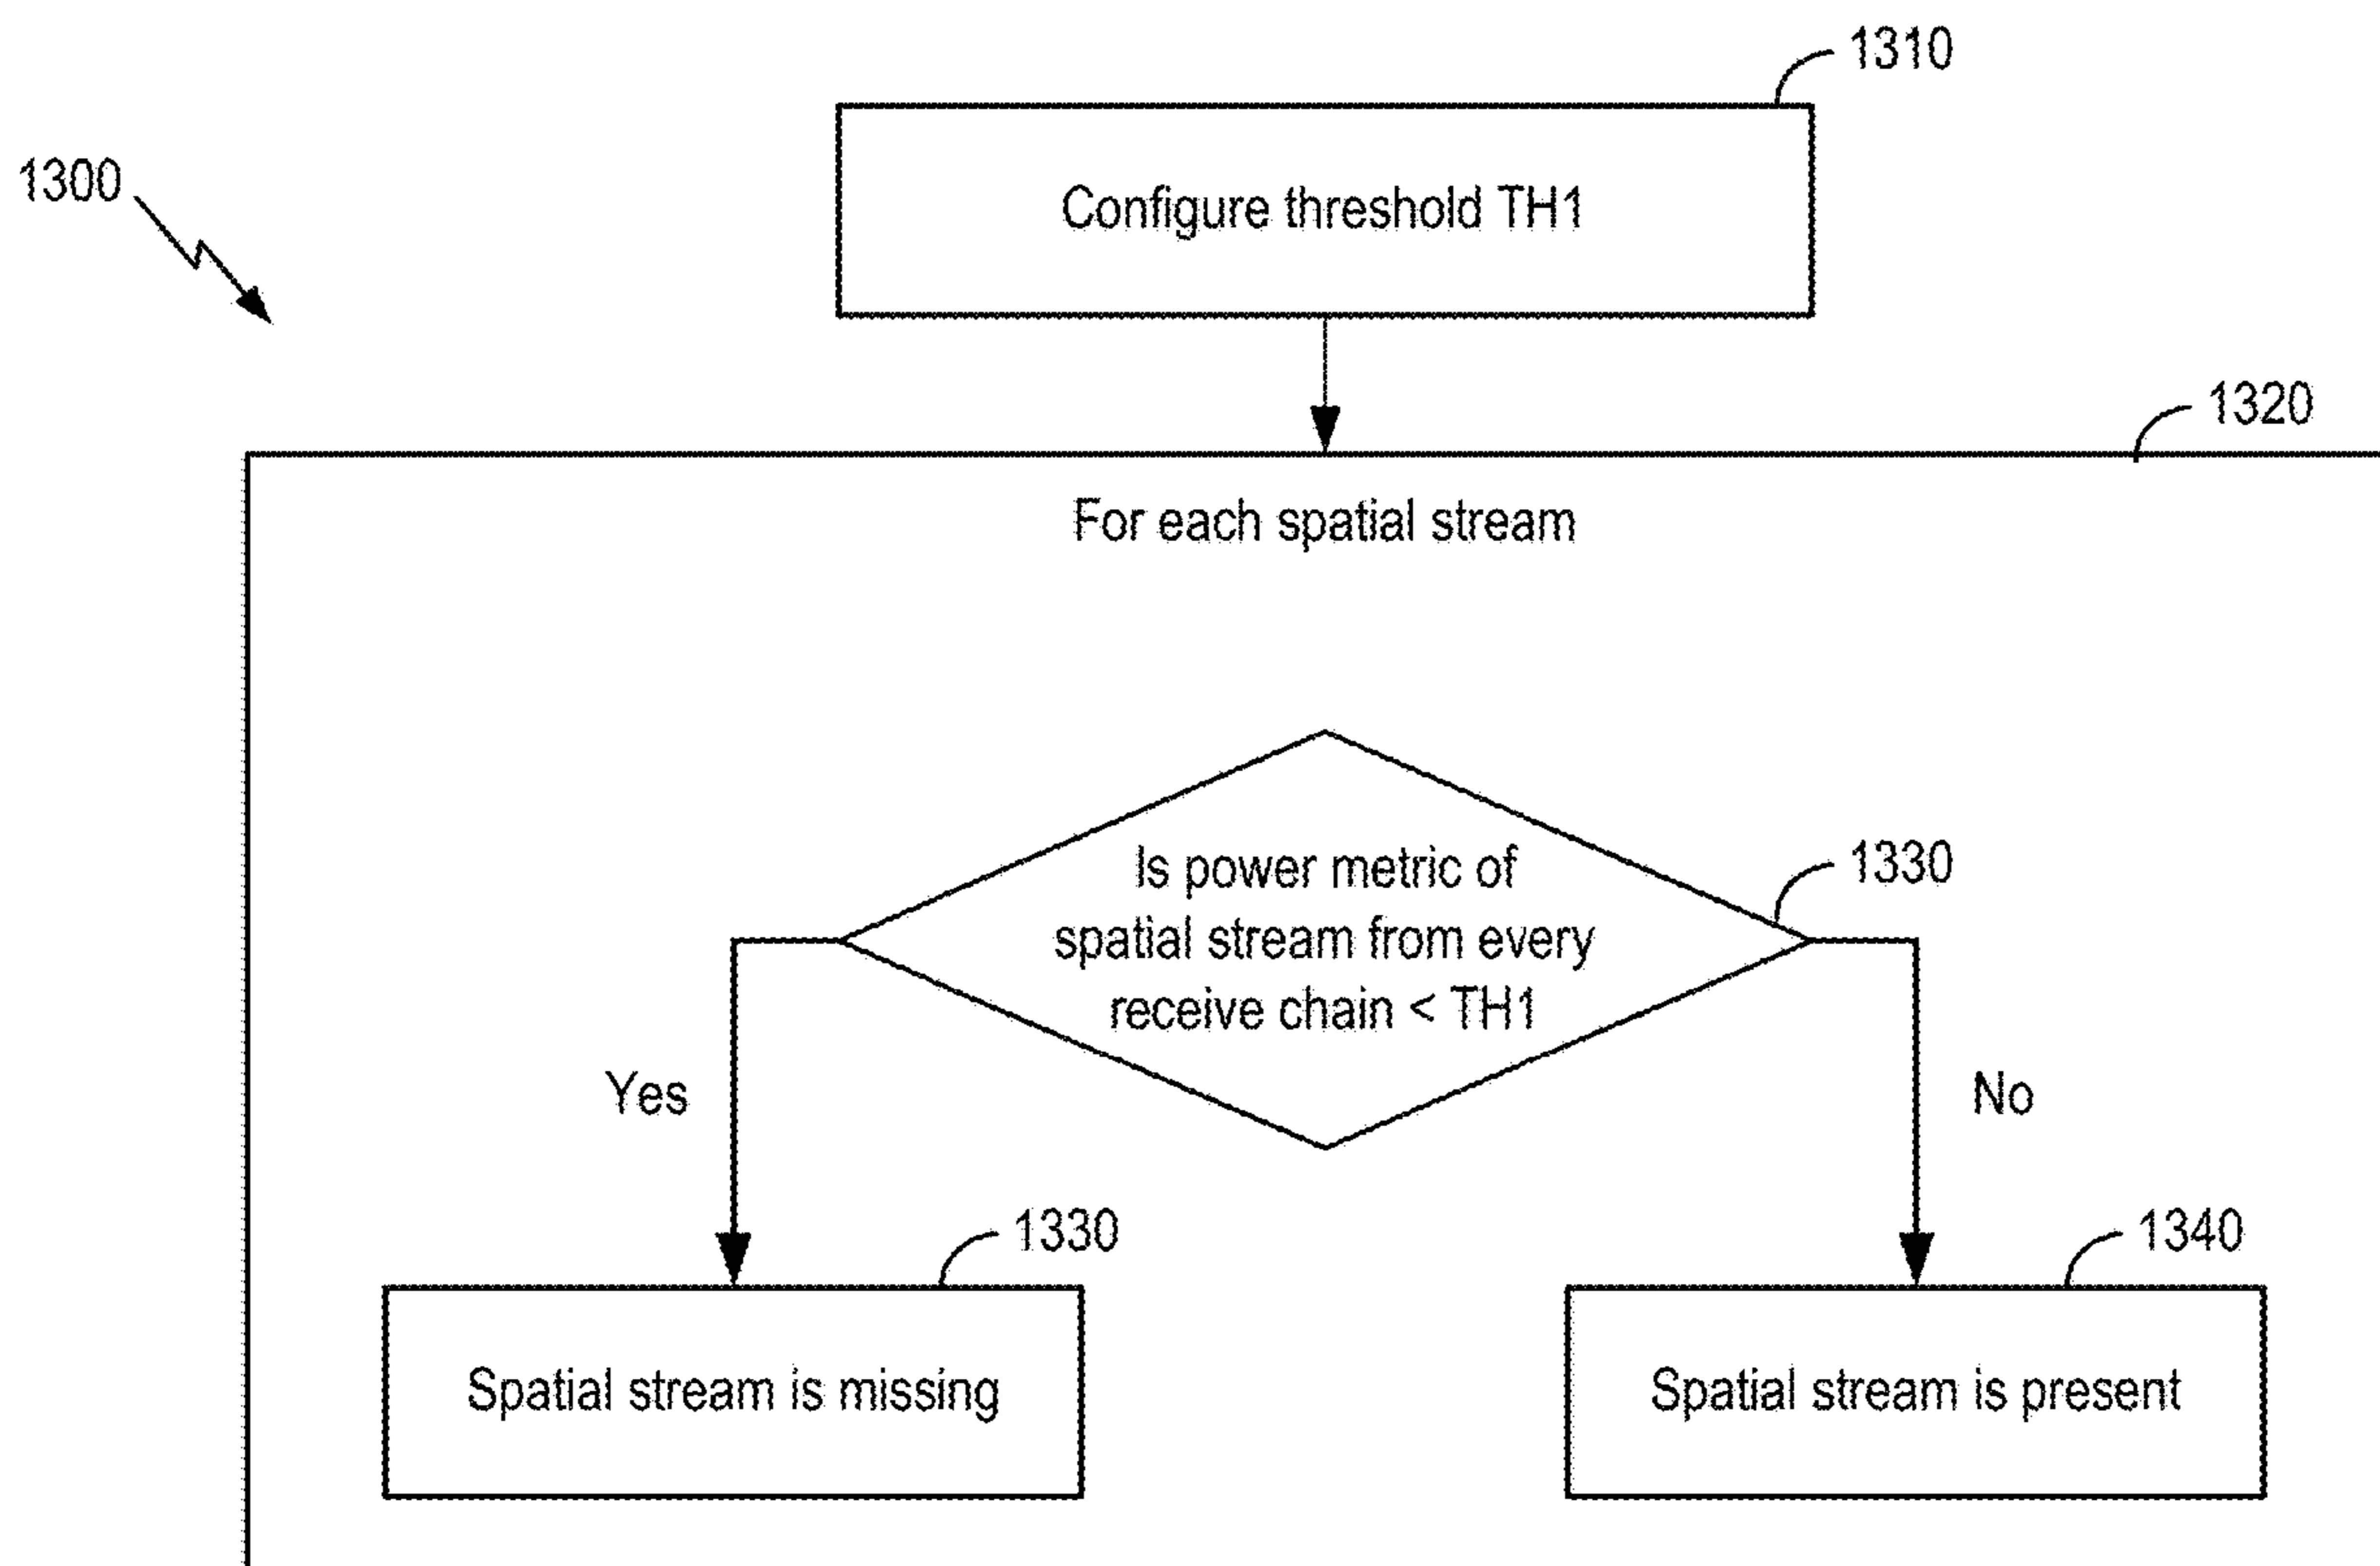 1310
1300
Configure threshold TH1
1320
For each spatial stream
Is power metric of
spatial stream from every
receive chain < TH1
1330
Yes
No
1330
1340
Spatial stream is missing
Spatial stream is present